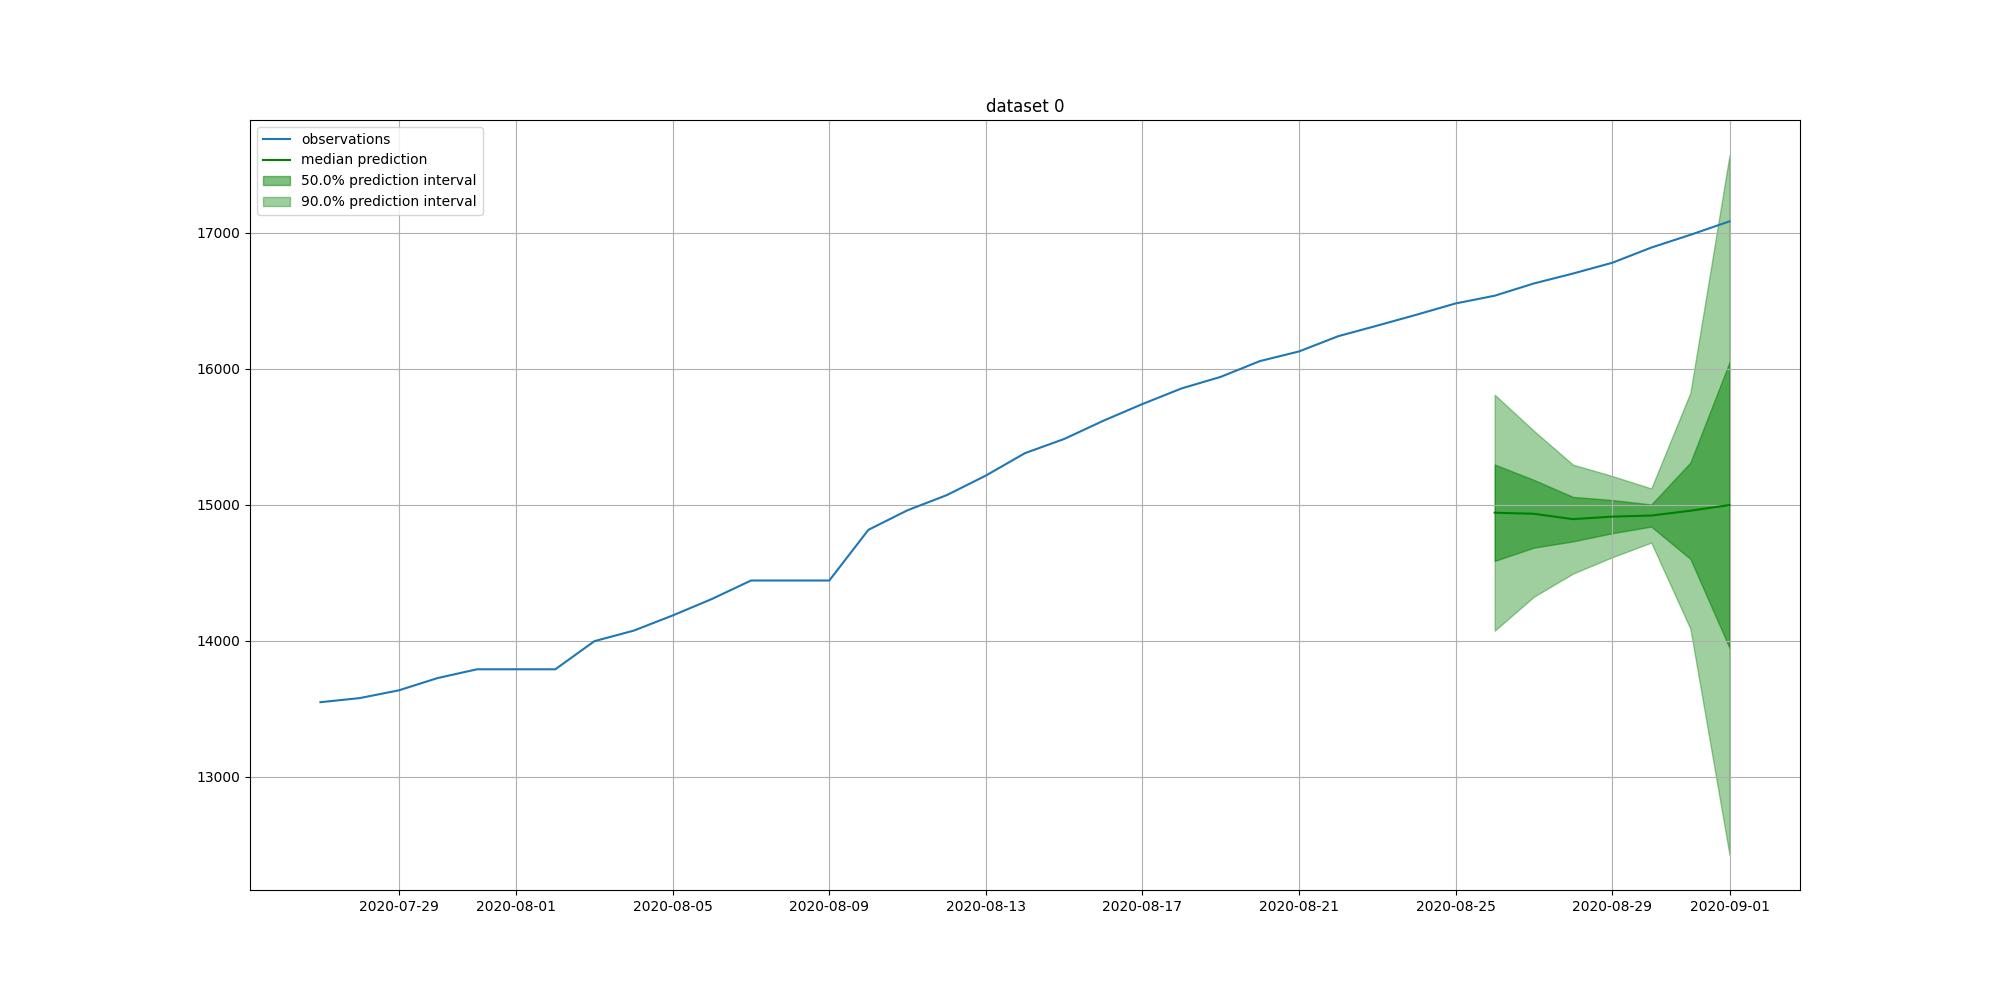 dataset 0
observations
median prediction
50.0% prediction interval
90.0% prediction interval
17000
16000
15000
14000
13000
2020-07-29 2020-08-01 2020-08-05 2020-08-09 2020-08-13 2020-08-17 2020-08-21 2020-08-25 2020-08-29 2020-09-01